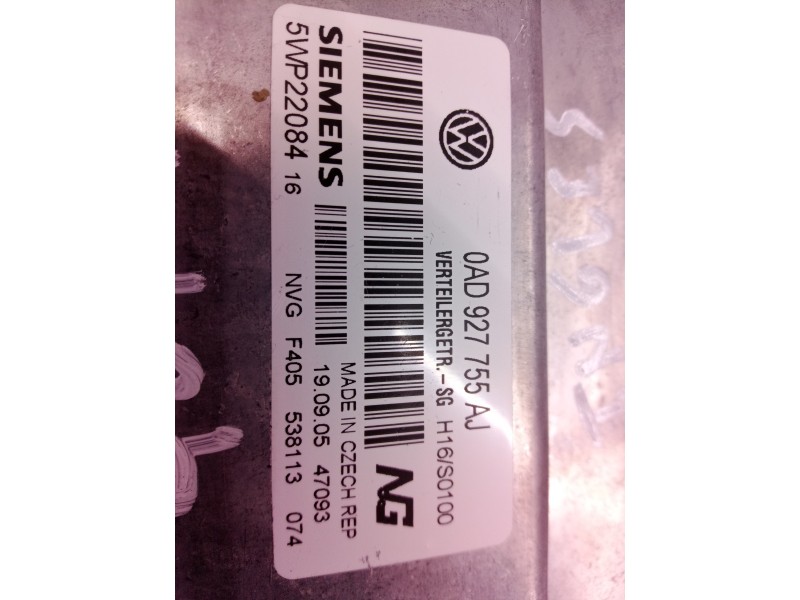 0AD 927 755 AJ
VERTEILERGETR.-SG H16/S0100
NG
SIEMENS
MADE IN CZECH REP
19.09.05 47093
5WP22084 16
NVG F405 538113 074